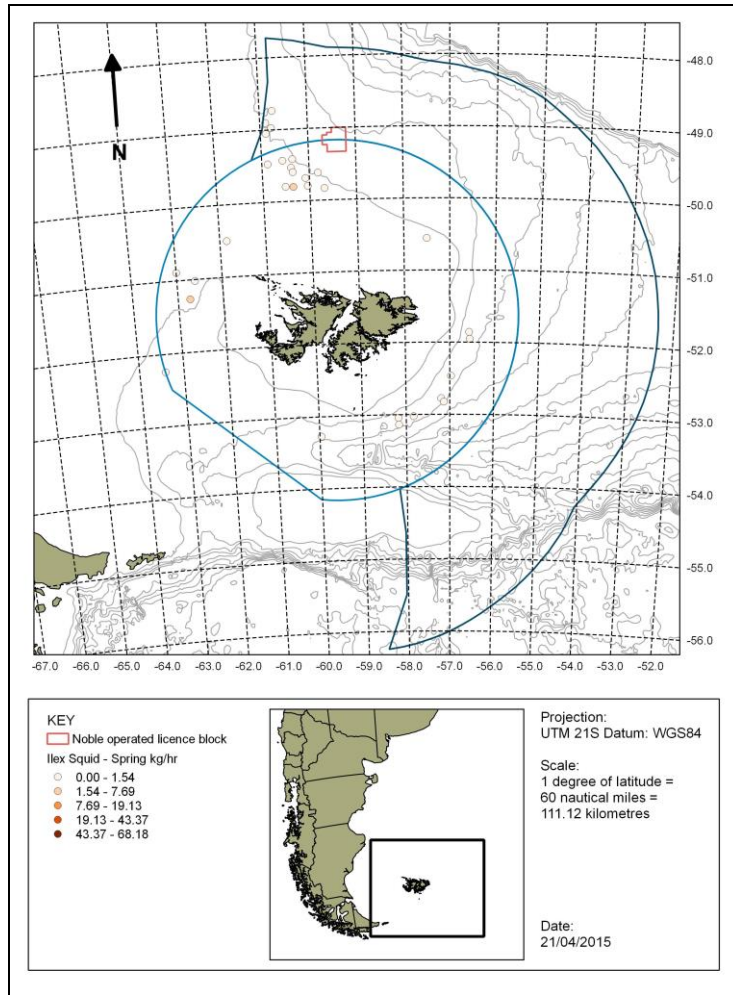 N
-48.0
-49.0
-50.0
-51.0
-52.0
-53.0
-54.0
-55.0
-56.0
-67.0 -66.0 -65.0 -64.0 -63.0 -62.0 -61.0 -60.0 -59.0 -58.0 -57.0 -56.0 -55.0 -54.0 -53.0 -52.0
KEY
Noble operated licence block
Ilex Squid - Spring kg/hr
0.00 - 1.54
1.54 - 7.69
7.69 - 19.13
19.13 - 43.37
43.37 - 68.18
Projection:
UTM 21S Datum: WGS84
Scale:
1 degree of latitude =
60 nautical miles =
111.12 kilometres
Date:
21/04/2015